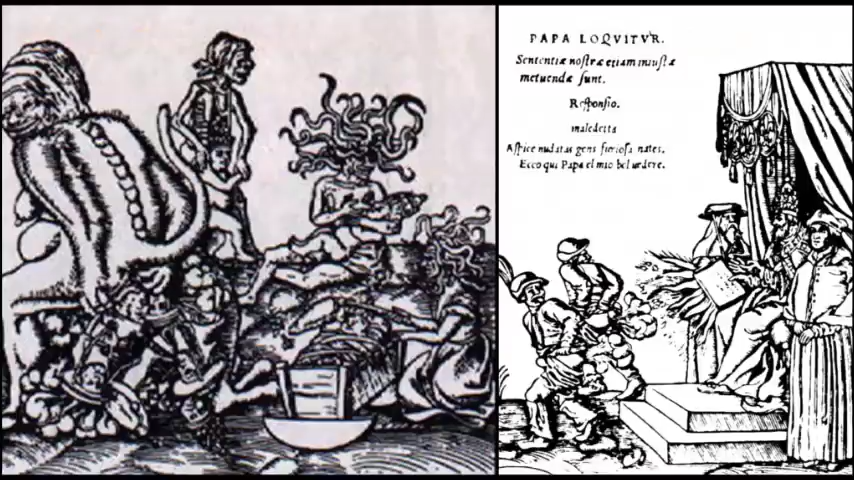 PAPA LOQVITVR.
Sententiæ nostræ etiam iniustæ
metuendæ sunt.
Responsio.
maledetta
Aspice nudatas gens furiosa nates.
Ecco qui Papa el mio bel uedere.